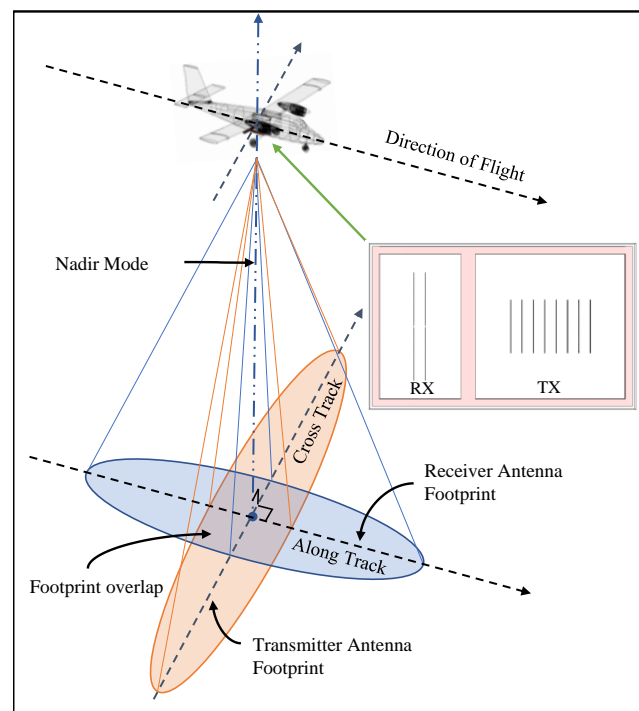 Direction of Flight
Nadir Mode
RX
TX
Cross Track
Receiver Antenna
Footprint
N
Along Track
Footprint overlap
Transmitter Antenna
Footprint